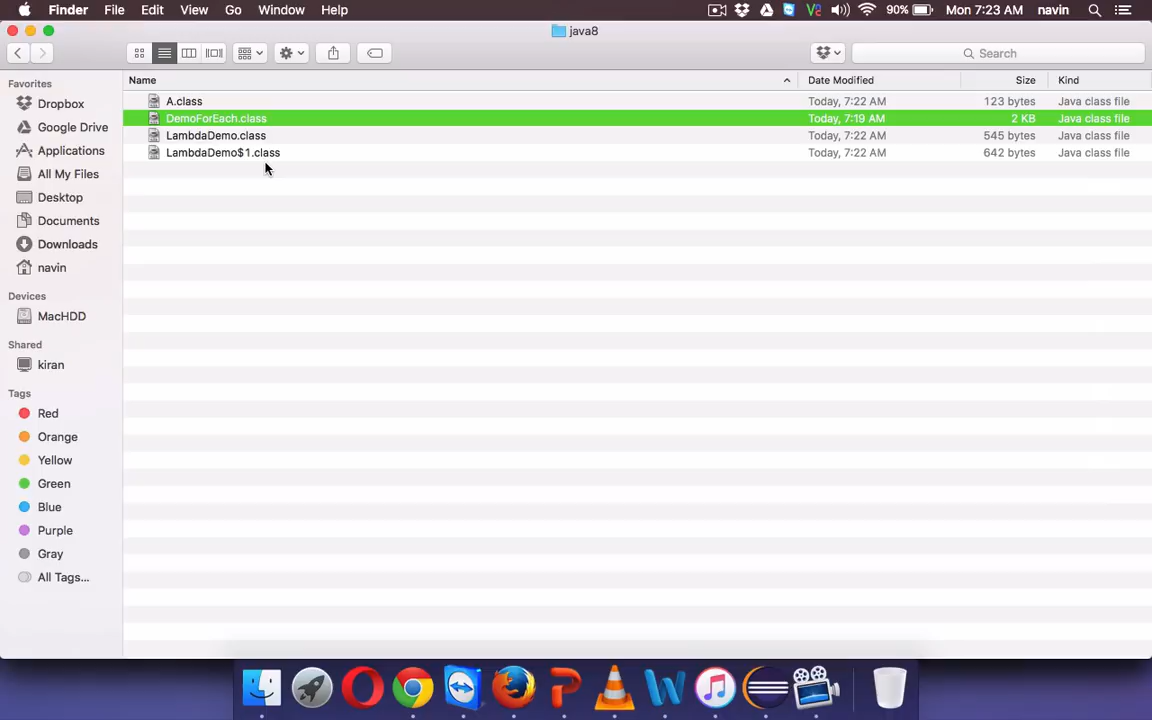 Finder File Edit View Go Window Help 90% Mon 7:23 AM navin
java8
Search
Favorites
Dropbox
Google Drive
Applications
All My Files
Desktop
Documents
Downloads
navin
Devices
MacHDD
Shared
kiran
Tags
Red
Orange
Yellow
Green
Blue
Purple
Gray
All Tags...
Name Date Modified Size Kind
A.class Today, 7:22 AM 123 bytes Java class file
DemoForEach.class Today, 7:19 AM 2 KB Java class file
LambdaDemo.class Today, 7:22 AM 545 bytes Java class file
LambdaDemo$1.class Today, 7:22 AM 642 bytes Java class file